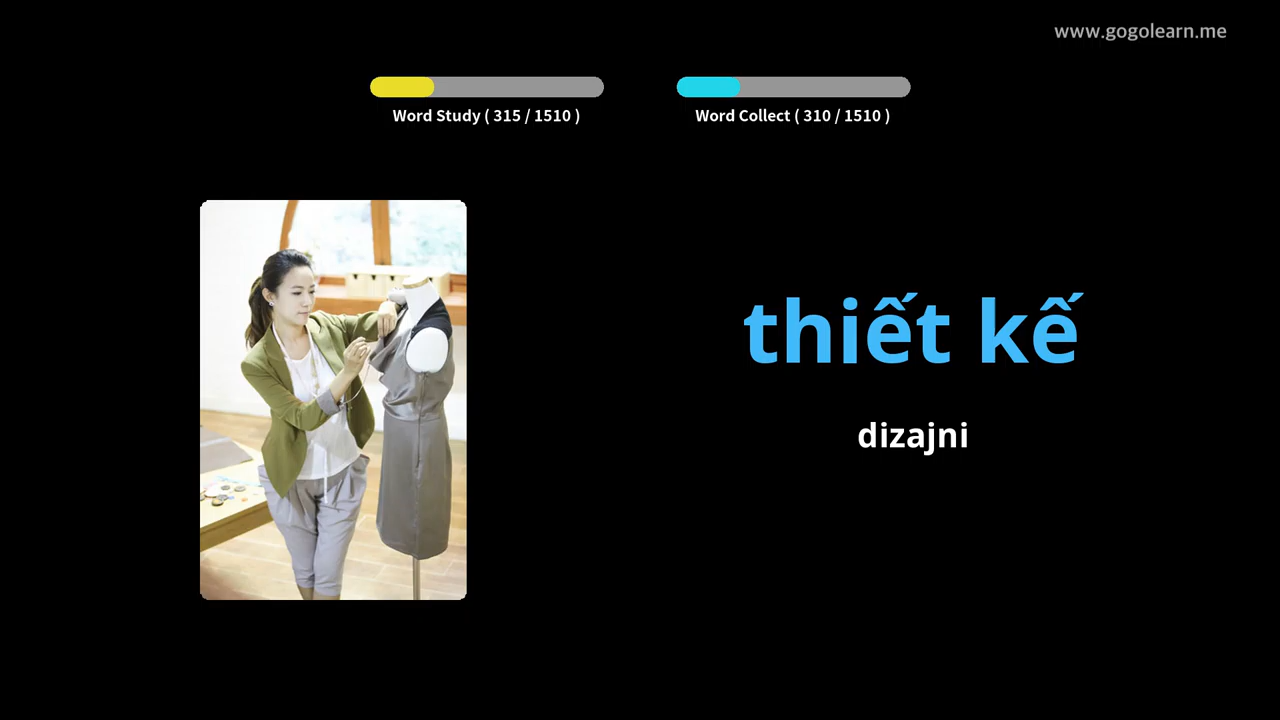 www.gogolearn.me
Word Study ( 315 / 1510 )
Word Collect ( 310 / 1510 )
thiết kế
dizajni